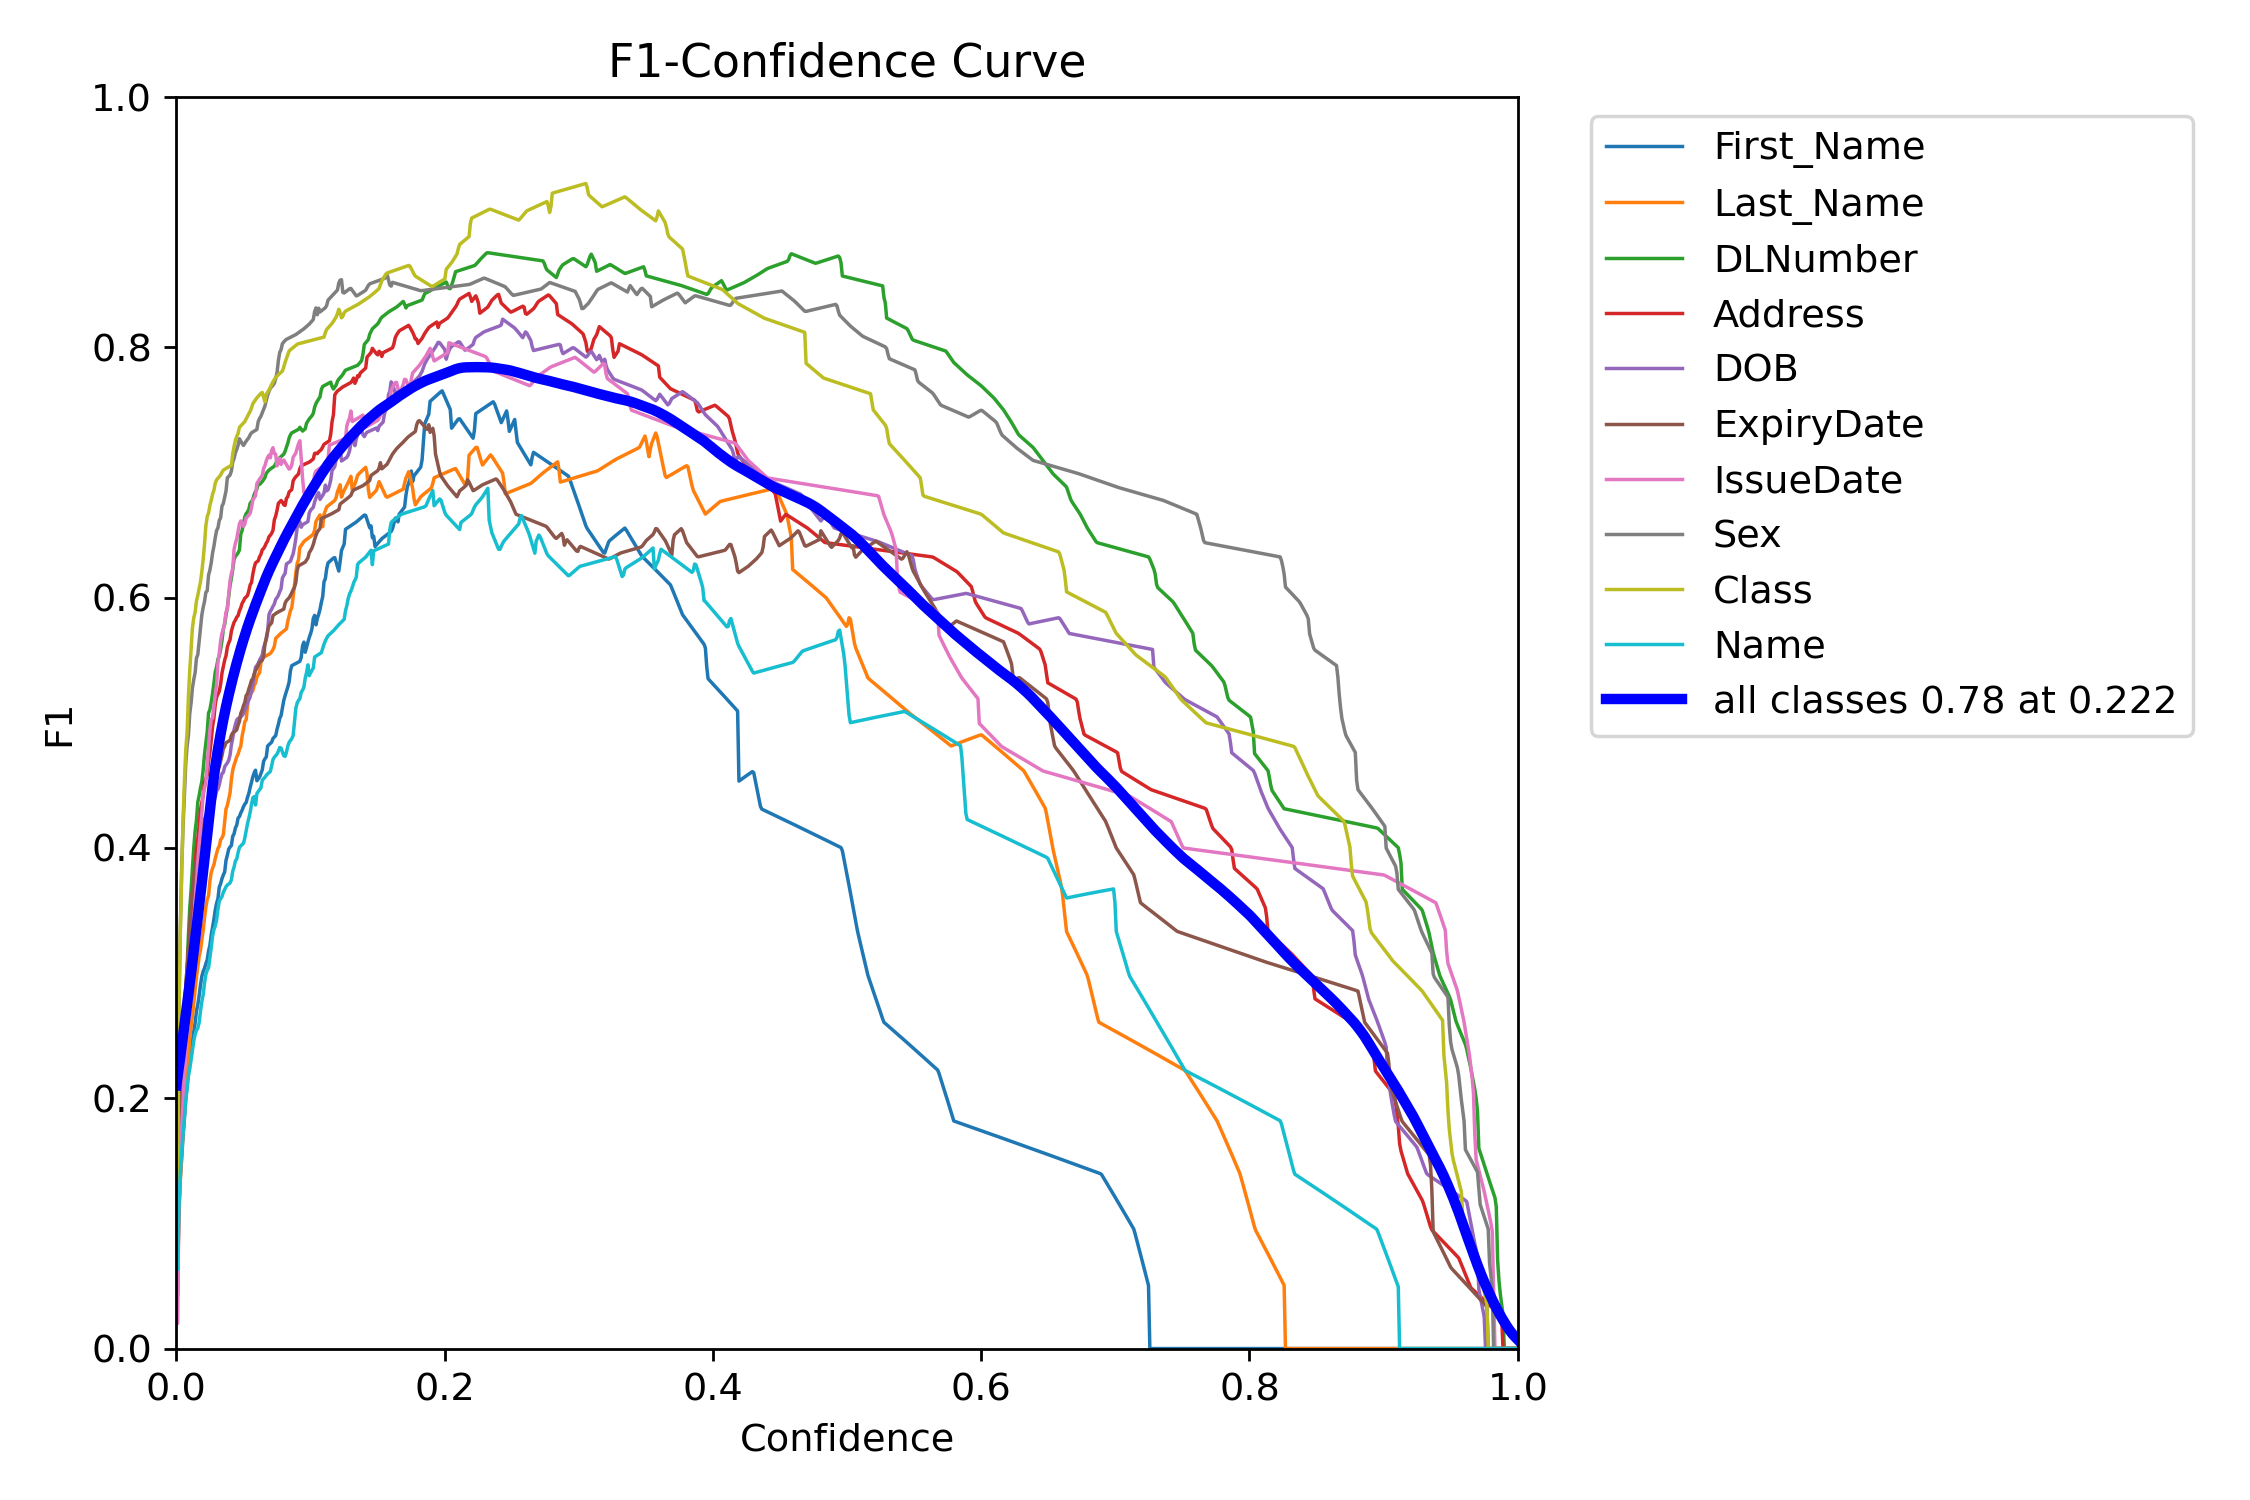 F1-Confidence Curve
1.0
0.8
0.6
0.4
0.2
0.0
F1
0.0 0.2 0.4 0.6 0.8 1.0
Confidence
First_Name
Last_Name
DLNumber
Address
DOB
ExpiryDate
IssueDate
Sex
Class
Name
all classes 0.78 at 0.222